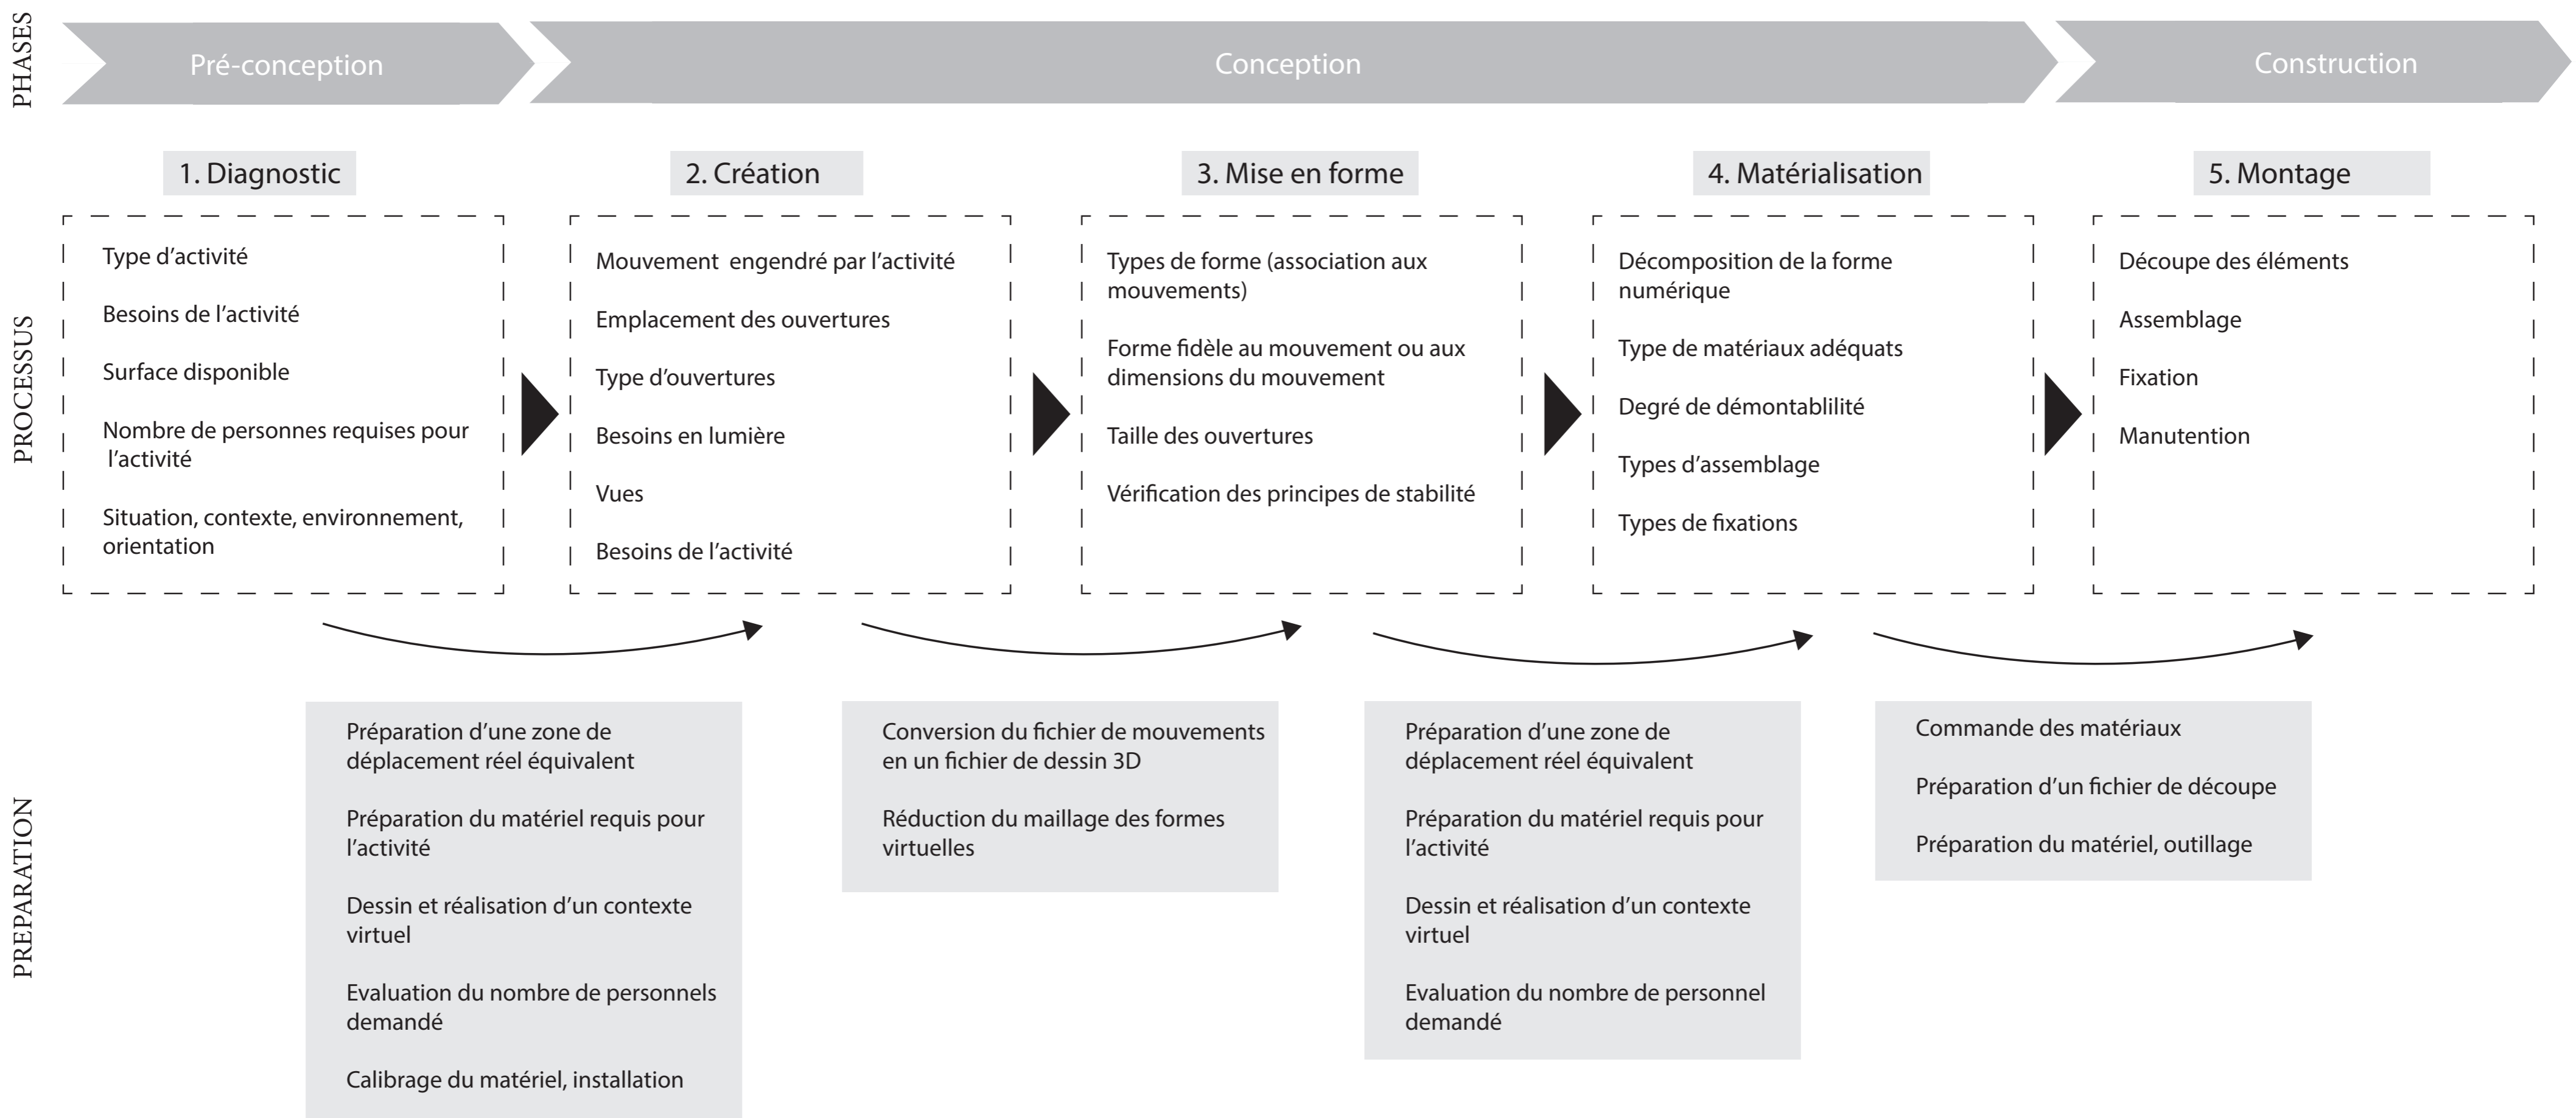 PHASES
Pré-conception
Conception
Construction
PROCESSUS
1. Diagnostic
Type d’activité
Besoins de l’activité
Surface disponible
Nombre de personnes requises pour
l’activité
Situation, contexte, environnement,
orientation
2. Création
Mouvement engendré par l’activité
Emplacement des ouvertures
Type d’ouvertures
Besoins en lumière
Vues
Besoins de l’activité
3. Mise en forme
Types de forme (association aux
mouvements)
Forme fidèle au mouvement ou aux
dimensions du mouvement
Taille des ouvertures
Vérification des principes de stabilité
4. Matérialisation
Décomposition de la forme
numérique
Type de matériaux adéquats
Degré de démontablilité
Types d’assemblage
Types de fixations
5. Montage
Découpe des éléments
Assemblage
Fixation
Manutention
PREPARATION
Préparation d’une zone de
déplacement réel équivalent
Préparation du matériel requis pour
l’activité
Dessin et réalisation d’un contexte
virtuel
Evaluation du nombre de personnels
demandé
Calibrage du matériel, installation
Conversion du fichier de mouvements
en un fichier de dessin 3D
Réduction du maillage des formes
virtuelles
Préparation d’une zone de
déplacement réel équivalent
Préparation du matériel requis pour
l’activité
Dessin et réalisation d’un contexte
virtuel
Evaluation du nombre de personnel
demandé
Commande des matériaux
Préparation d’un fichier de découpe
Préparation du matériel, outillage